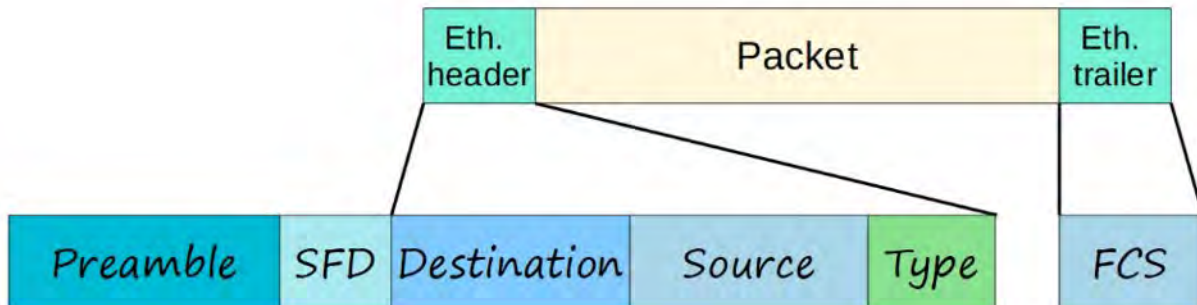 Eth.
header
Packet
Eth.
trailer
Preamble
SFD
Destination
Source
Type
FCS